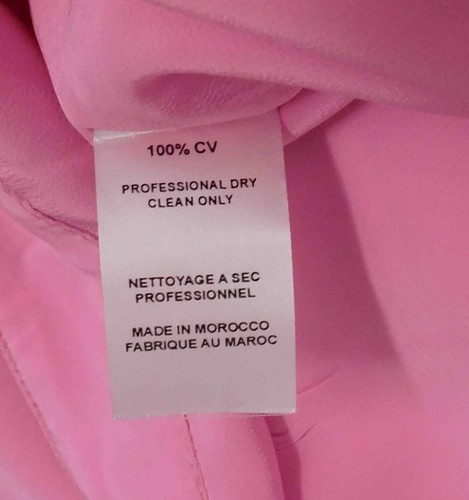 100% CV
PROFESSIONAL DRY
CLEAN ONLY
NETTOYAGE A SEC
PROFESSIONNEL
MADE IN MOROCCO
FABRIQUE AU MAROC